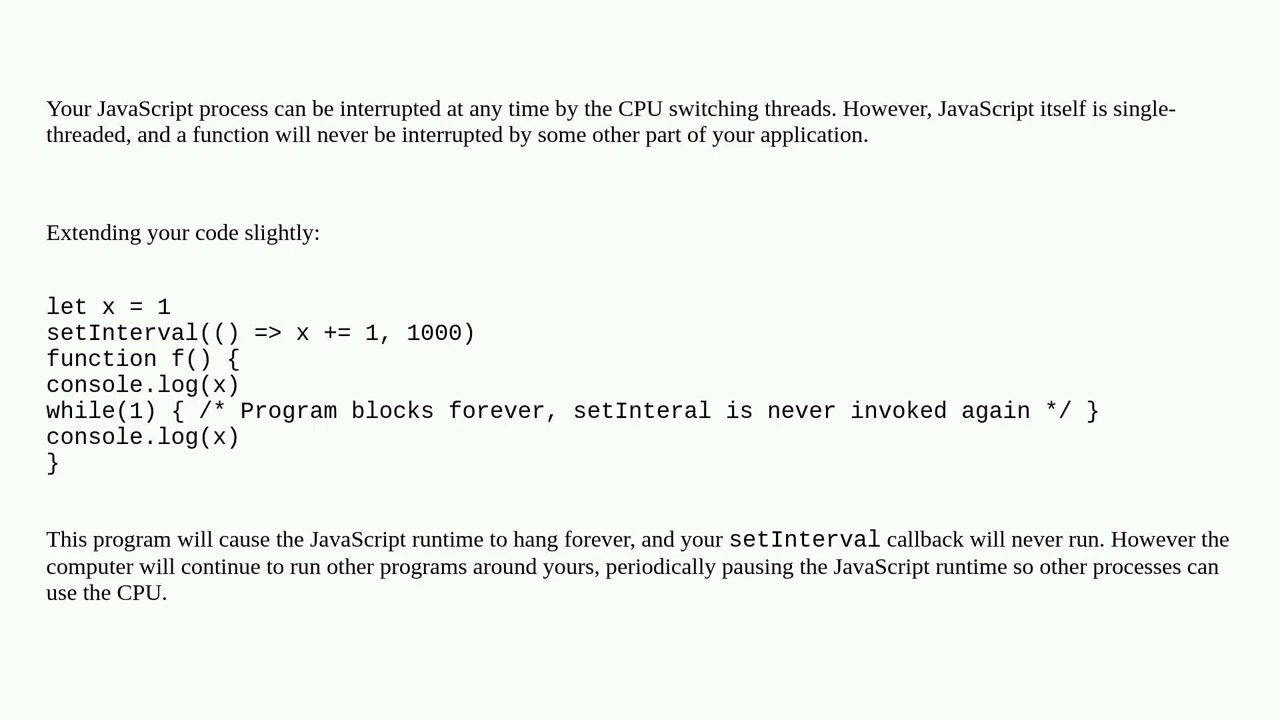 Your JavaScript process can be interrupted at any time by the CPU switching threads. However, JavaScript itself is single-
threaded, and a function will never be interrupted by some other part of your application.
Extending your code slightly:
let x = 1
setInterval(() => x += 1, 1000)
function f() {
console.log(x)
while(1) { /* Program blocks forever, setInteral is never invoked again */ }
console.log(x)
}
This program will cause the JavaScript runtime to hang forever, and your setInterval callback will never run. However the
computer will continue to run other programs around yours, periodically pausing the JavaScript runtime so other processes can
use the CPU.